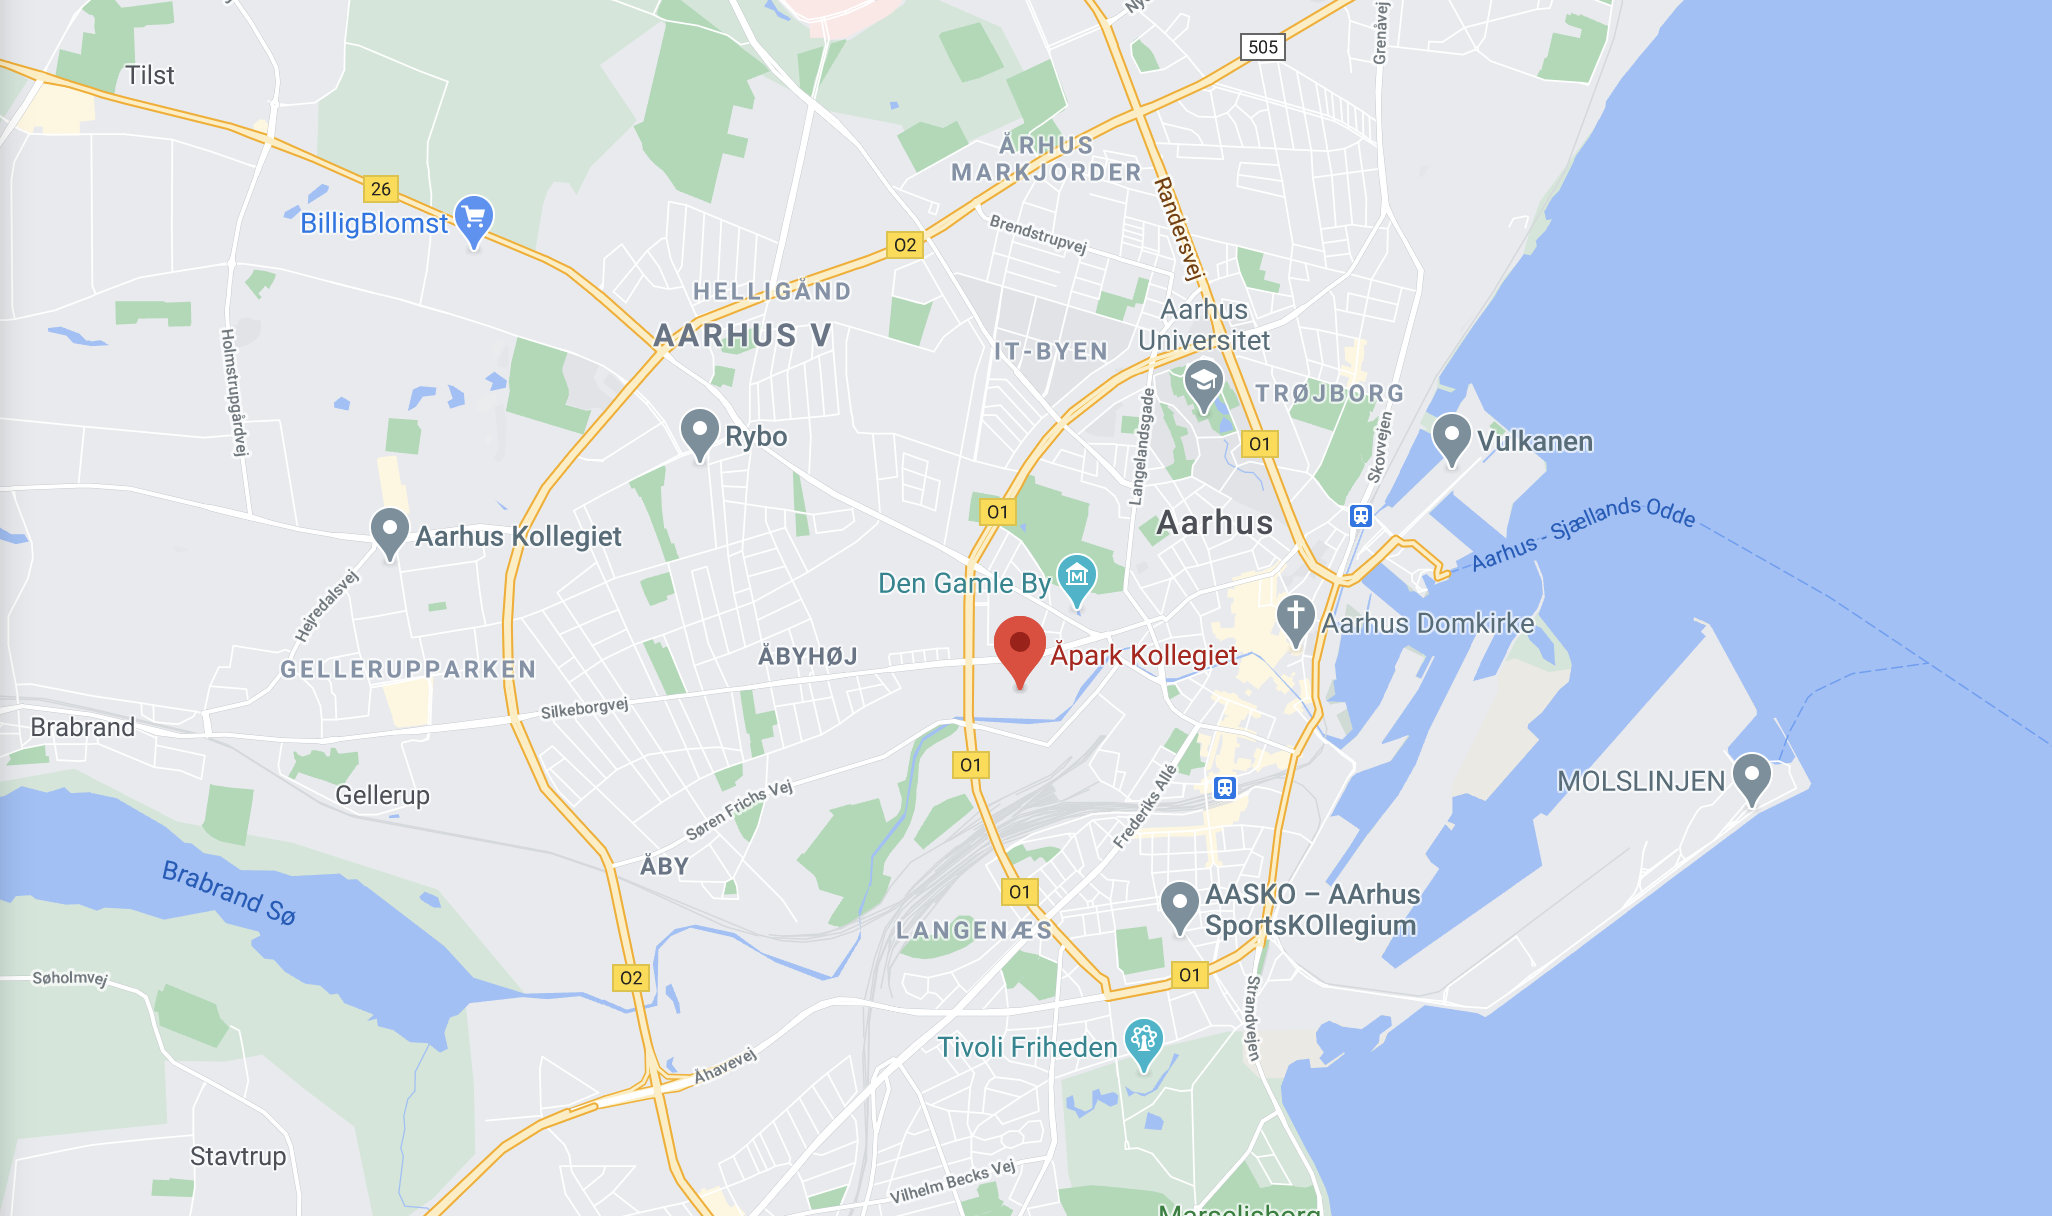 505
Grenåvej
Tilst
ÅRHUS
MARKJORDER
26
BilligBlomst
Randersvej
Brendstrupvej
O2
HELLIGÅND
AARHUS V
Aarhus
Universitet
IT-BYEN
TRØJBORG
Holmstrupgårdvej
Langelandsgade
Skovvejen
Rybo
O1
Vulkanen
O1
Aarhus
Aarhus - Sjællands Odde
Aarhus Kollegiet
Den Gamle By
Hejredalsvej
Aarhus Domkirke
ÅBYHØJ
Åpark Kollegiet
GELLERUPPARKEN
Silkeborgvej
Brabrand
O1
MOLSLINJEN
Gellerup
Søren Frichs Vej
Frederiks Allé
ÅBY
Brabrand Sø
O1
AASKO – AArhus
SportsKOllegium
LANGENÆS
Søholmvej
O2
O1
Strandvejen
Tivoli Friheden
Åhavevej
Stavtrup
Vilhelm Becks Vej
Marselisborg